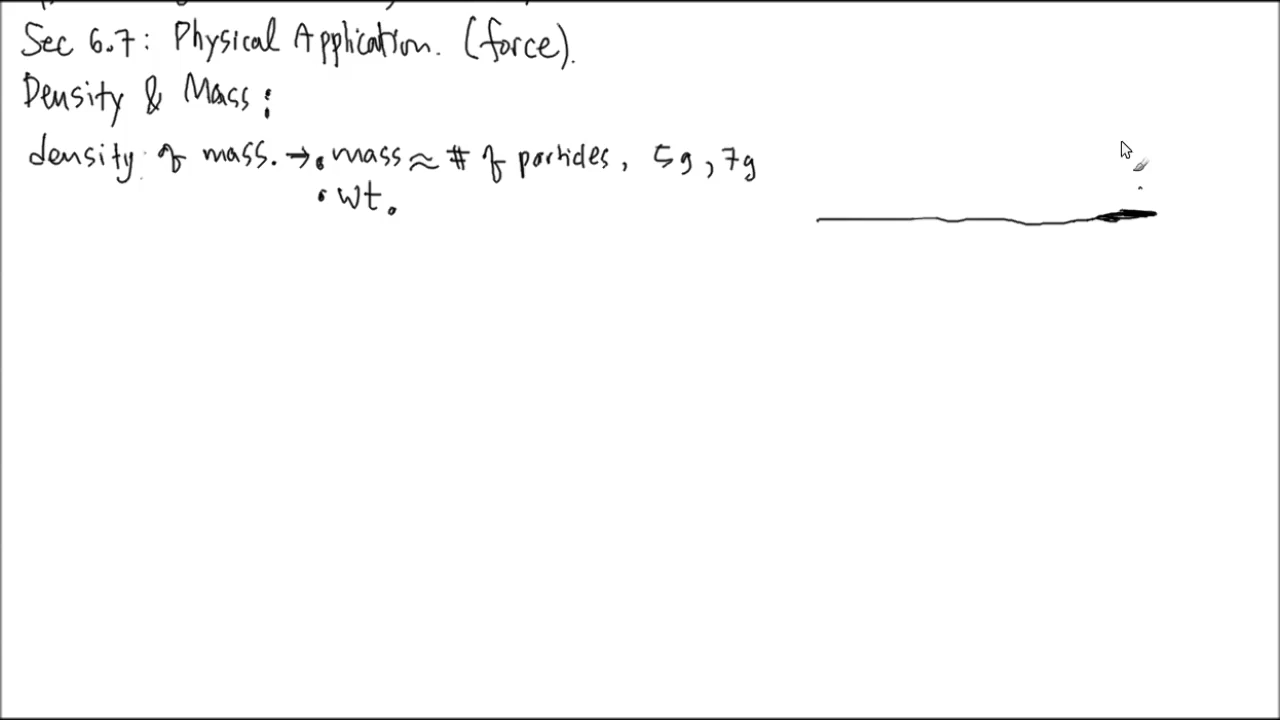 Sec 6.7: Physical Application. (force).
Density & Mass:
density of mass. → • mass ≈ # of particles, 5g, 7g
• wt.